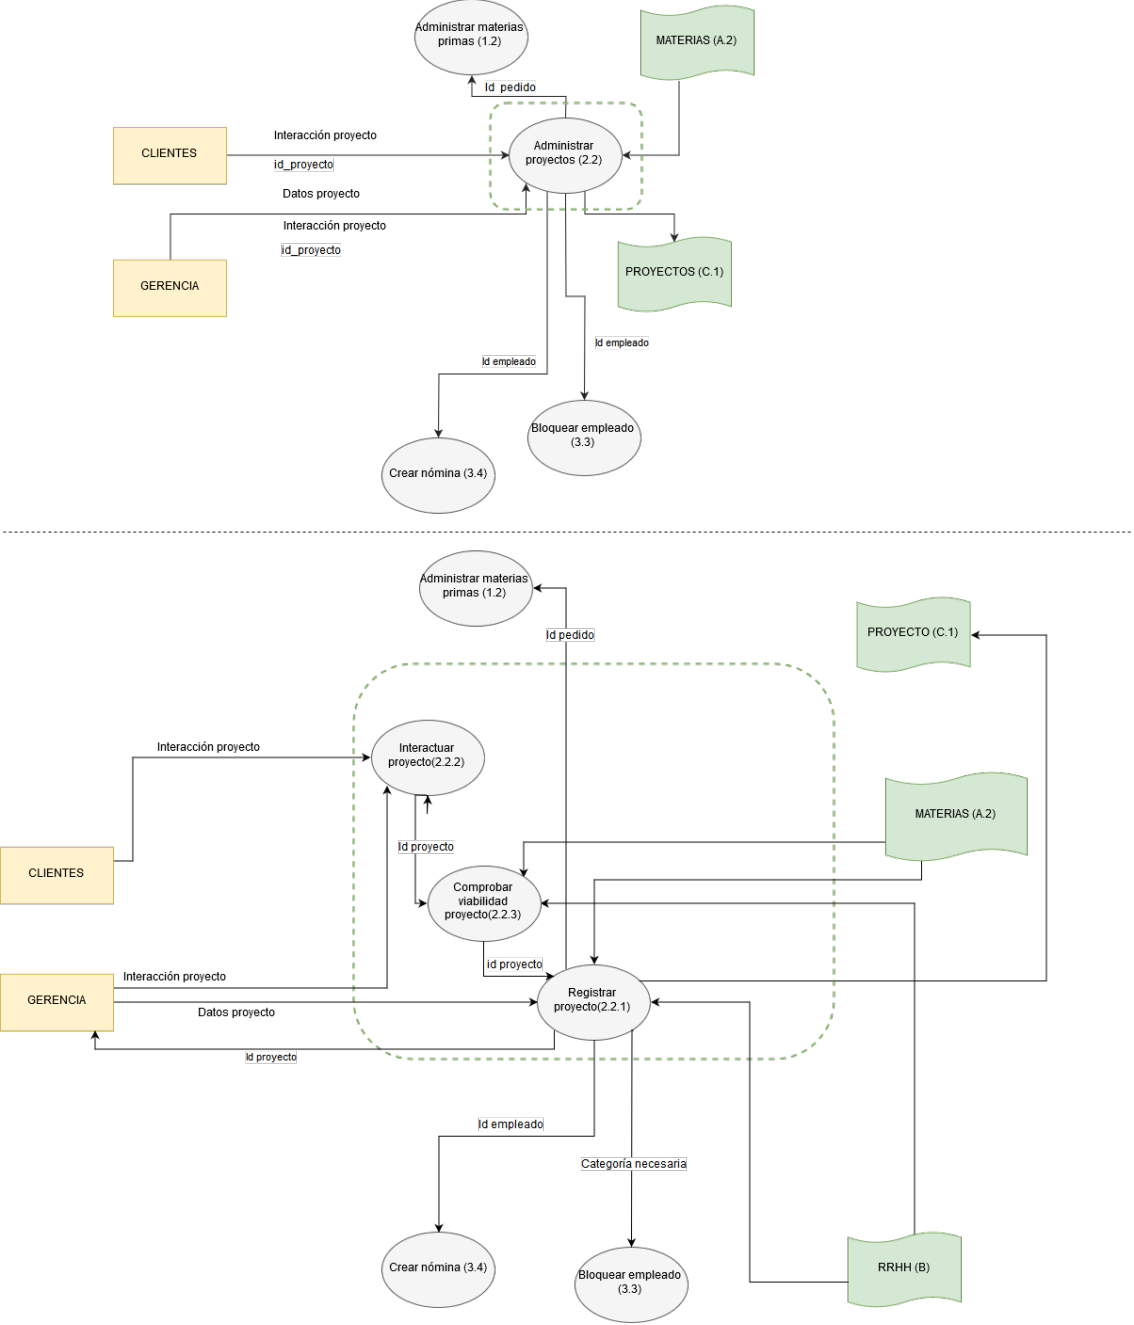 Administrar materias
primas (1.2)
MATERIAS (A.2)
Id pedido
Interacción proyecto
CLIENTES
id_proyecto
Administrar
proyectos (2.2)
Datos proyecto
Interacción proyecto
id_proyecto
GERENCIA
PROYECTOS (C.1)
Id empleado
Id empleado
Bloquear empleado
(3.3)
Crear nómina (3.4)
Administrar materias
primas (1.2)
PROYECTO (C.1)
Id pedido
Interacción proyecto
Interactuar
proyecto(2.2.2)
MATERIAS (A.2)
Id proyecto
CLIENTES
Comprobar
viabilidad
proyecto(2.2.3)
id proyecto
Interacción proyecto
GERENCIA
Datos proyecto
Registrar
proyecto(2.2.1)
Id proyecto
Id empleado
Categoría necesaria
Crear nómina (3.4)
Bloquear empleado
(3.3)
RRHH (B)